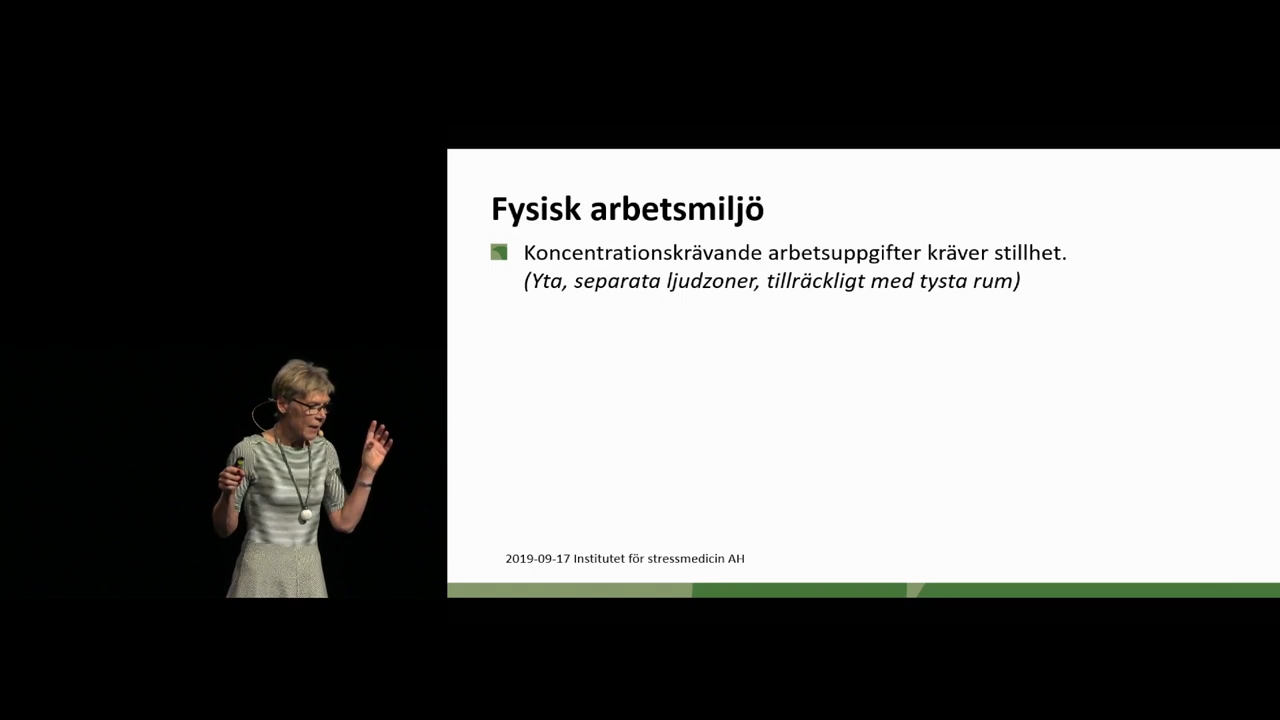 Fysisk arbetsmiljö
Koncentrationskrävande arbetsuppgifter kräver stillhet.
(Yta, separata ljudzoner, tillräckligt med tysta rum)
2019-09-17 Institutet för stressmedicin AH